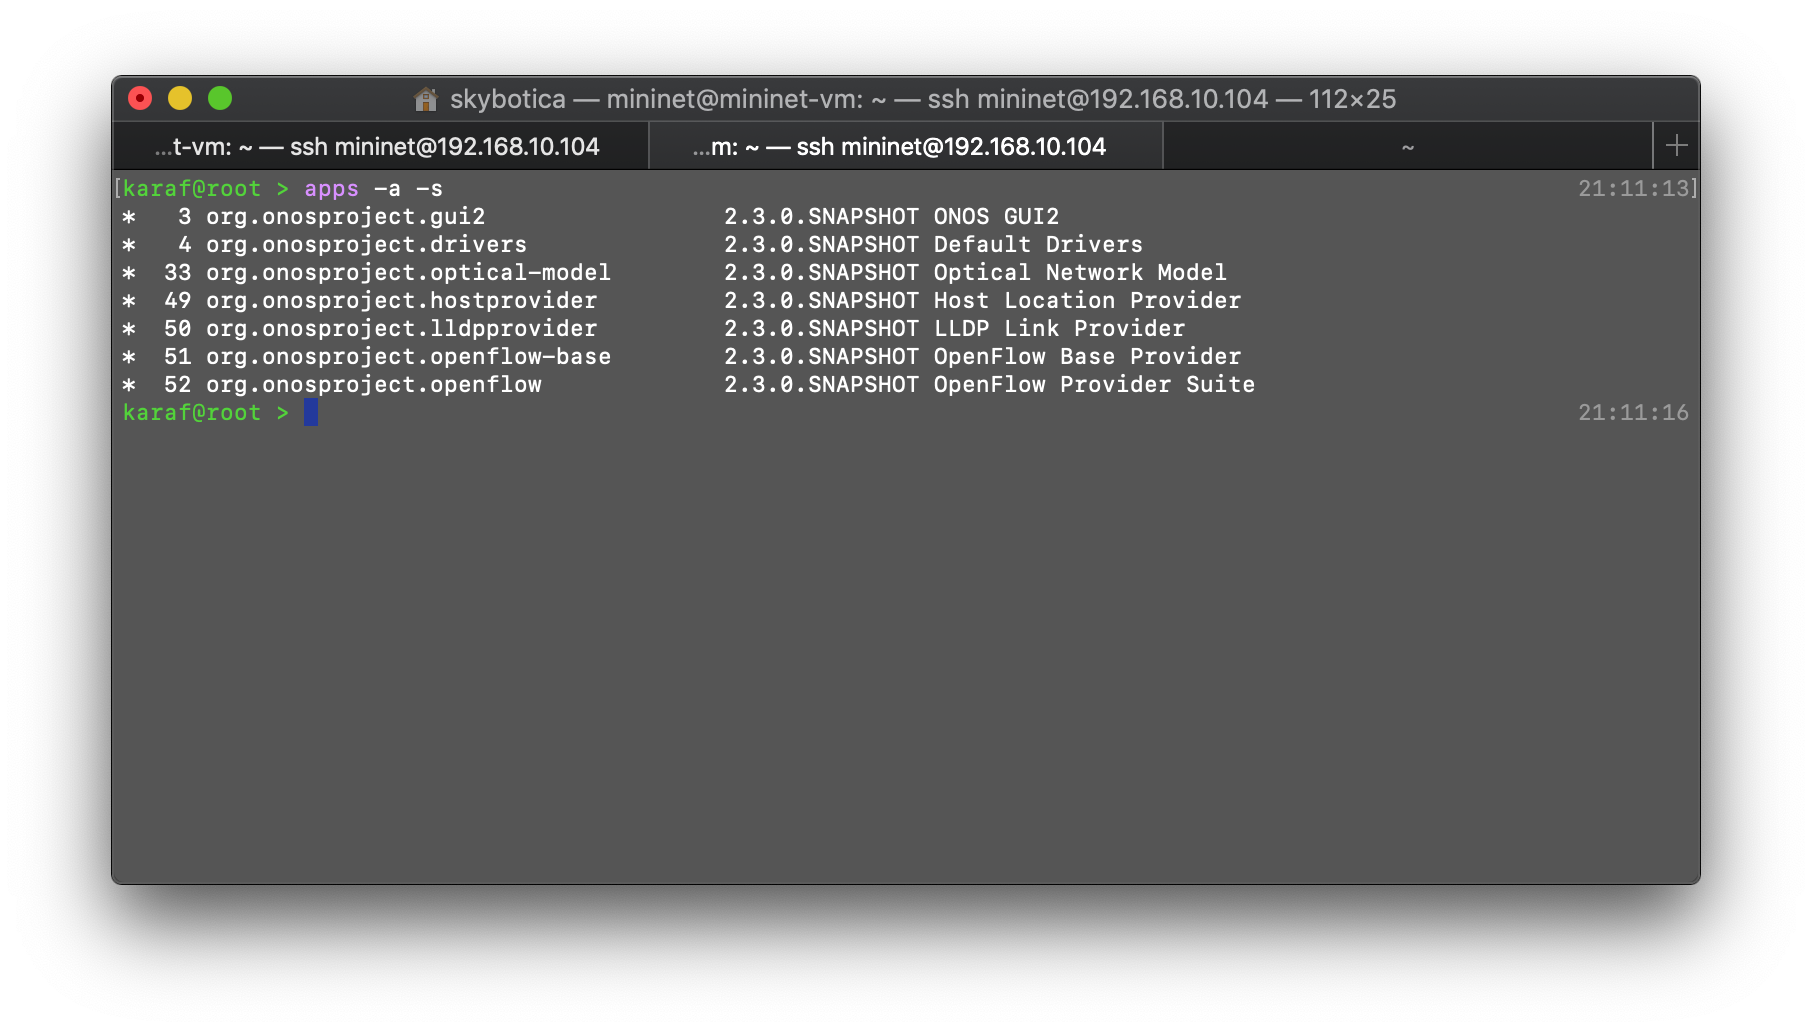 skybotica — mininet@mininet-vm: ~ — ssh mininet@192.168.10.104 — 112×25
...t-vm: ~ — ssh mininet@192.168.10.104 ...m: ~ — ssh mininet@192.168.10.104 ~ +
[karaf@root > apps -a -s 21:11:13]
*   3 org.onosproject.gui2                 2.3.0.SNAPSHOT ONOS GUI2
*   4 org.onosproject.drivers              2.3.0.SNAPSHOT Default Drivers
*  33 org.onosproject.optical-model        2.3.0.SNAPSHOT Optical Network Model
*  49 org.onosproject.hostprovider         2.3.0.SNAPSHOT Host Location Provider
*  50 org.onosproject.lldpprovider         2.3.0.SNAPSHOT LLDP Link Provider
*  51 org.onosproject.openflow-base        2.3.0.SNAPSHOT OpenFlow Base Provider
*  52 org.onosproject.openflow             2.3.0.SNAPSHOT OpenFlow Provider Suite
karaf@root > 21:11:16